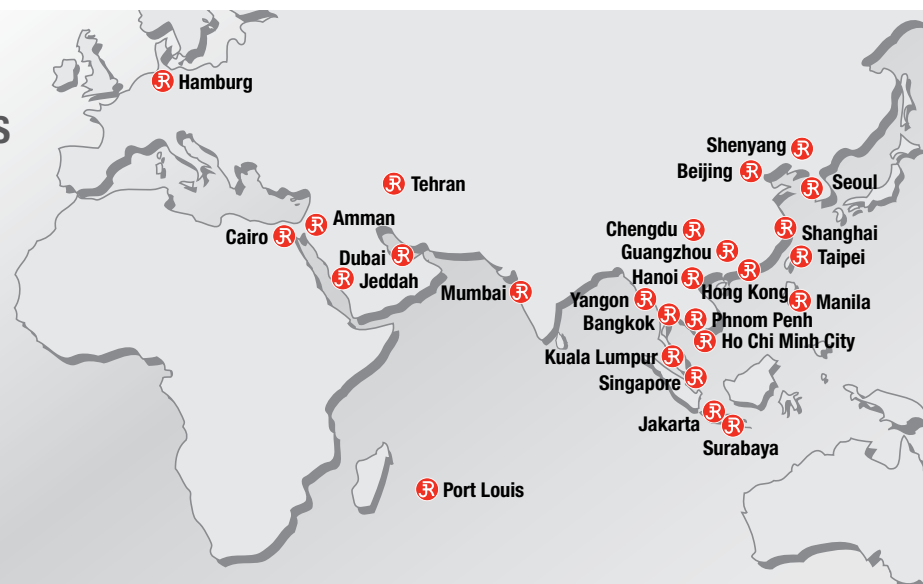 Hamburg
S
Shenyang
Beijing
Tehran
Seoul
Amman
Cairo
Chengdu
Shanghai
Guangzhou
Dubai
Taipei
Hanoi
Jeddah
Mumbai
Hong Kong
Yangon
Manila
Bangkok
Phnom Penh
Ho Chi Minh City
Kuala Lumpur
Singapore
Jakarta
Surabaya
Port Louis